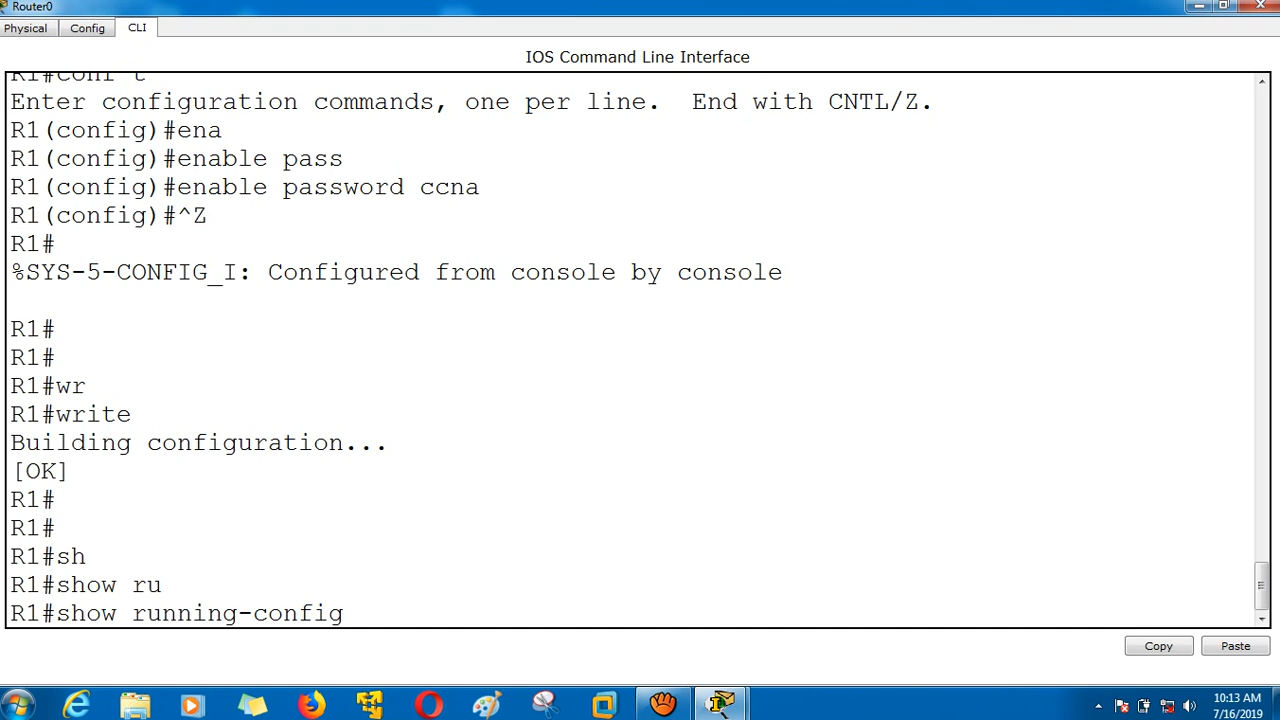 Router0
Physical Config CLI
IOS Command Line Interface
R1#conf t
Enter configuration commands, one per line.  End with CNTL/Z.
R1(config)#ena
R1(config)#enable pass
R1(config)#enable password ccna
R1(config)#^Z
R1#
%SYS-5-CONFIG_I: Configured from console by console
R1#
R1#
R1#wr
R1#write
Building configuration...
[OK]
R1#
R1#
R1#sh
R1#show ru
R1#show running-config
Copy Paste
10:13 AM
7/16/2019